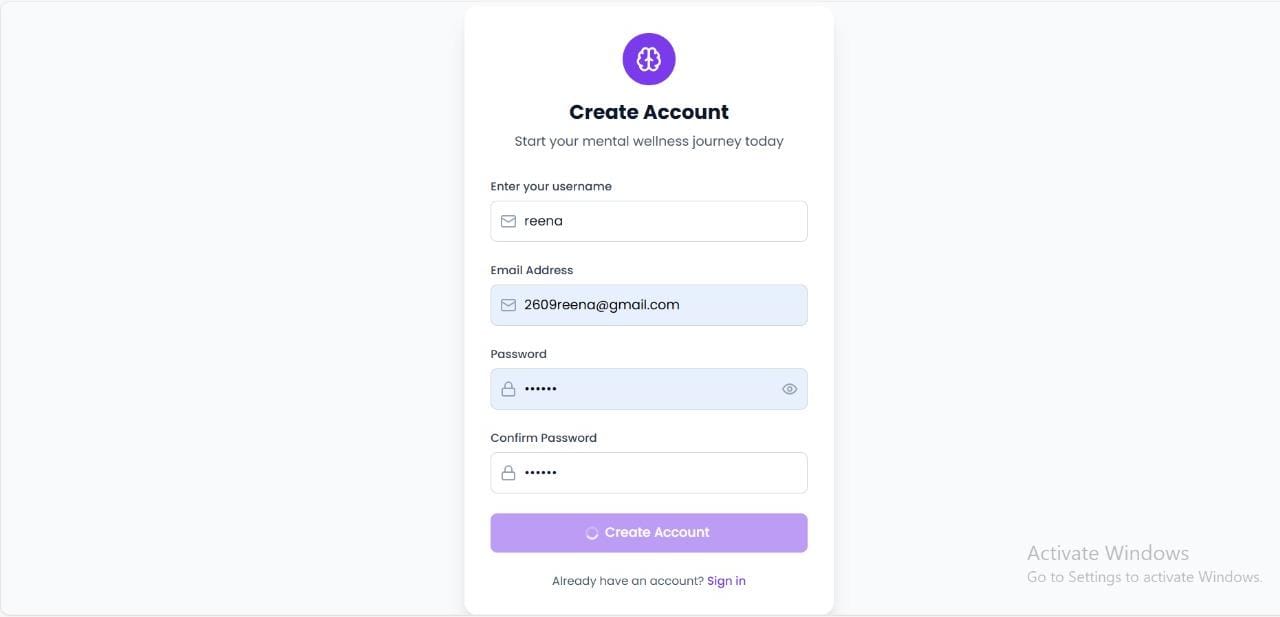 Create Account
Start your mental wellness journey today
Enter your username
reena
Email Address
2609reena@gmail.com
Password
••••••
Confirm Password
••••••
Create Account
Already have an account? Sign in
Activate Windows
Go to Settings to activate Windows.